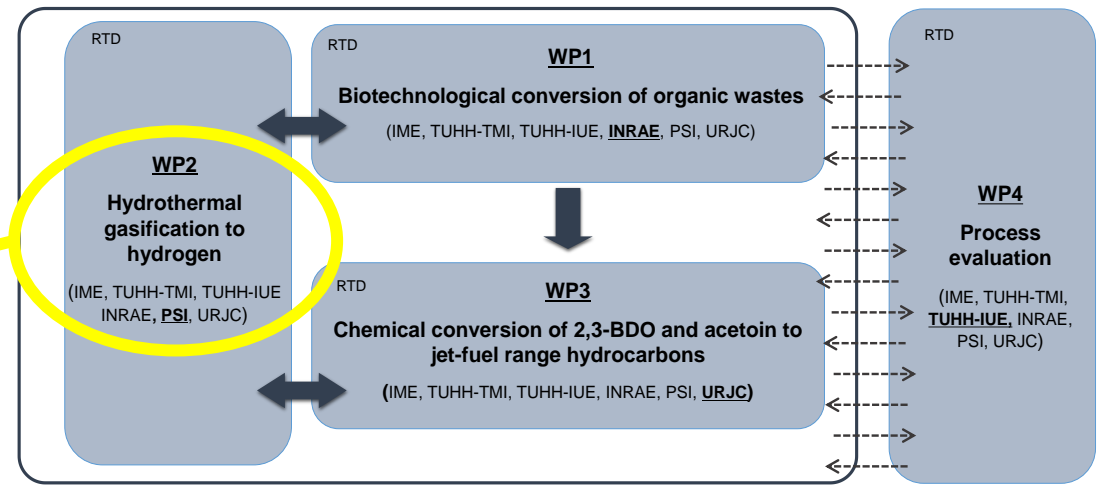 RTD
WP2
Hydrothermal
gasification to
hydrogen
(IME, TUHH-TMI, TUHH-IUE
INRAE, PSI, URJC)
RTD
WP1
Biotechnological conversion of organic wastes
(IME, TUHH-TMI, TUHH-IUE, INRAE, PSI, URJC)
RTD
WP3
Chemical conversion of 2,3-BDO and acetoin to
jet-fuel range hydrocarbons
(IME, TUHH-TMI, TUHH-IUE, INRAE, PSI, URJC)
RTD
WP4
Process
evaluation
(IME, TUHH-TMI,
TUHH-IUE, INRAE,
PSI, URJC)